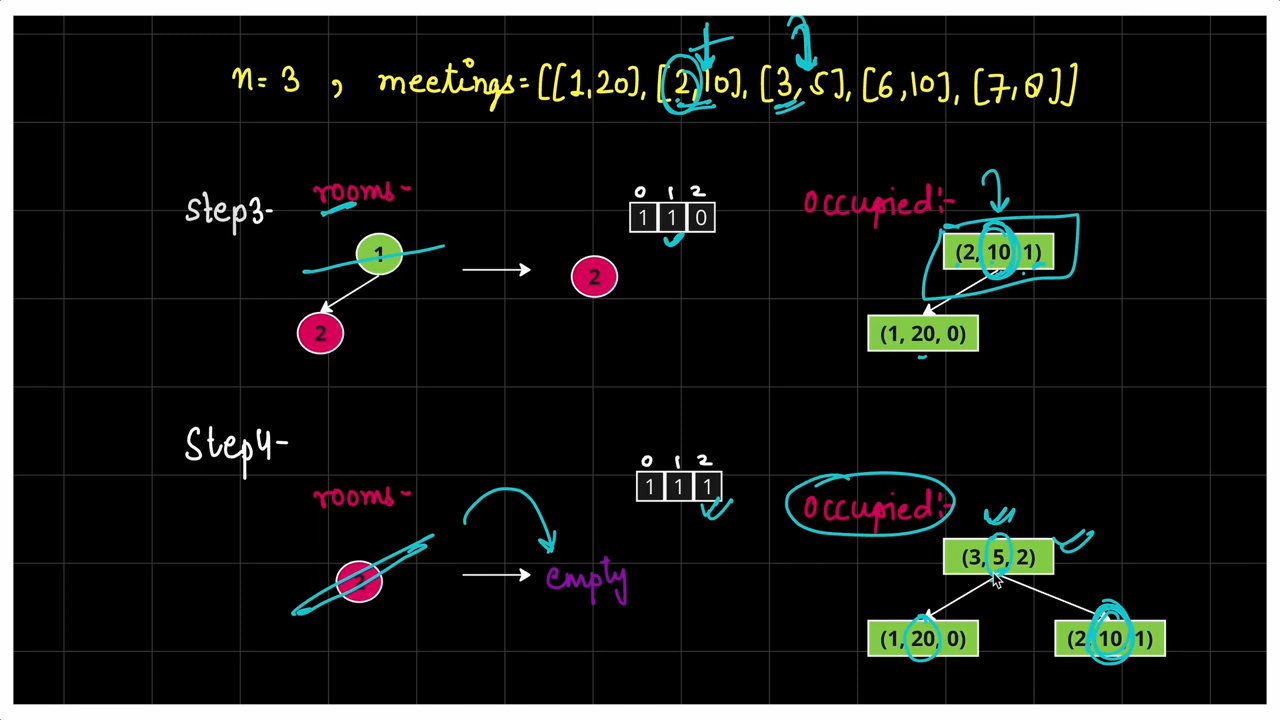 n=3 , meetings=[[1,20],[2,10],[3,5],[6,10],[7,8]]
Step3-
rooms-
0 1 2
1 1 0
occupied:-
1
2
2
(2, 10, 1)
(1, 20, 0)
Step4-
rooms-
0 1 2
1 1 1
occupied:-
2
empty
(3, 5, 2)
(1, 20, 0)
(2, 10, 1)